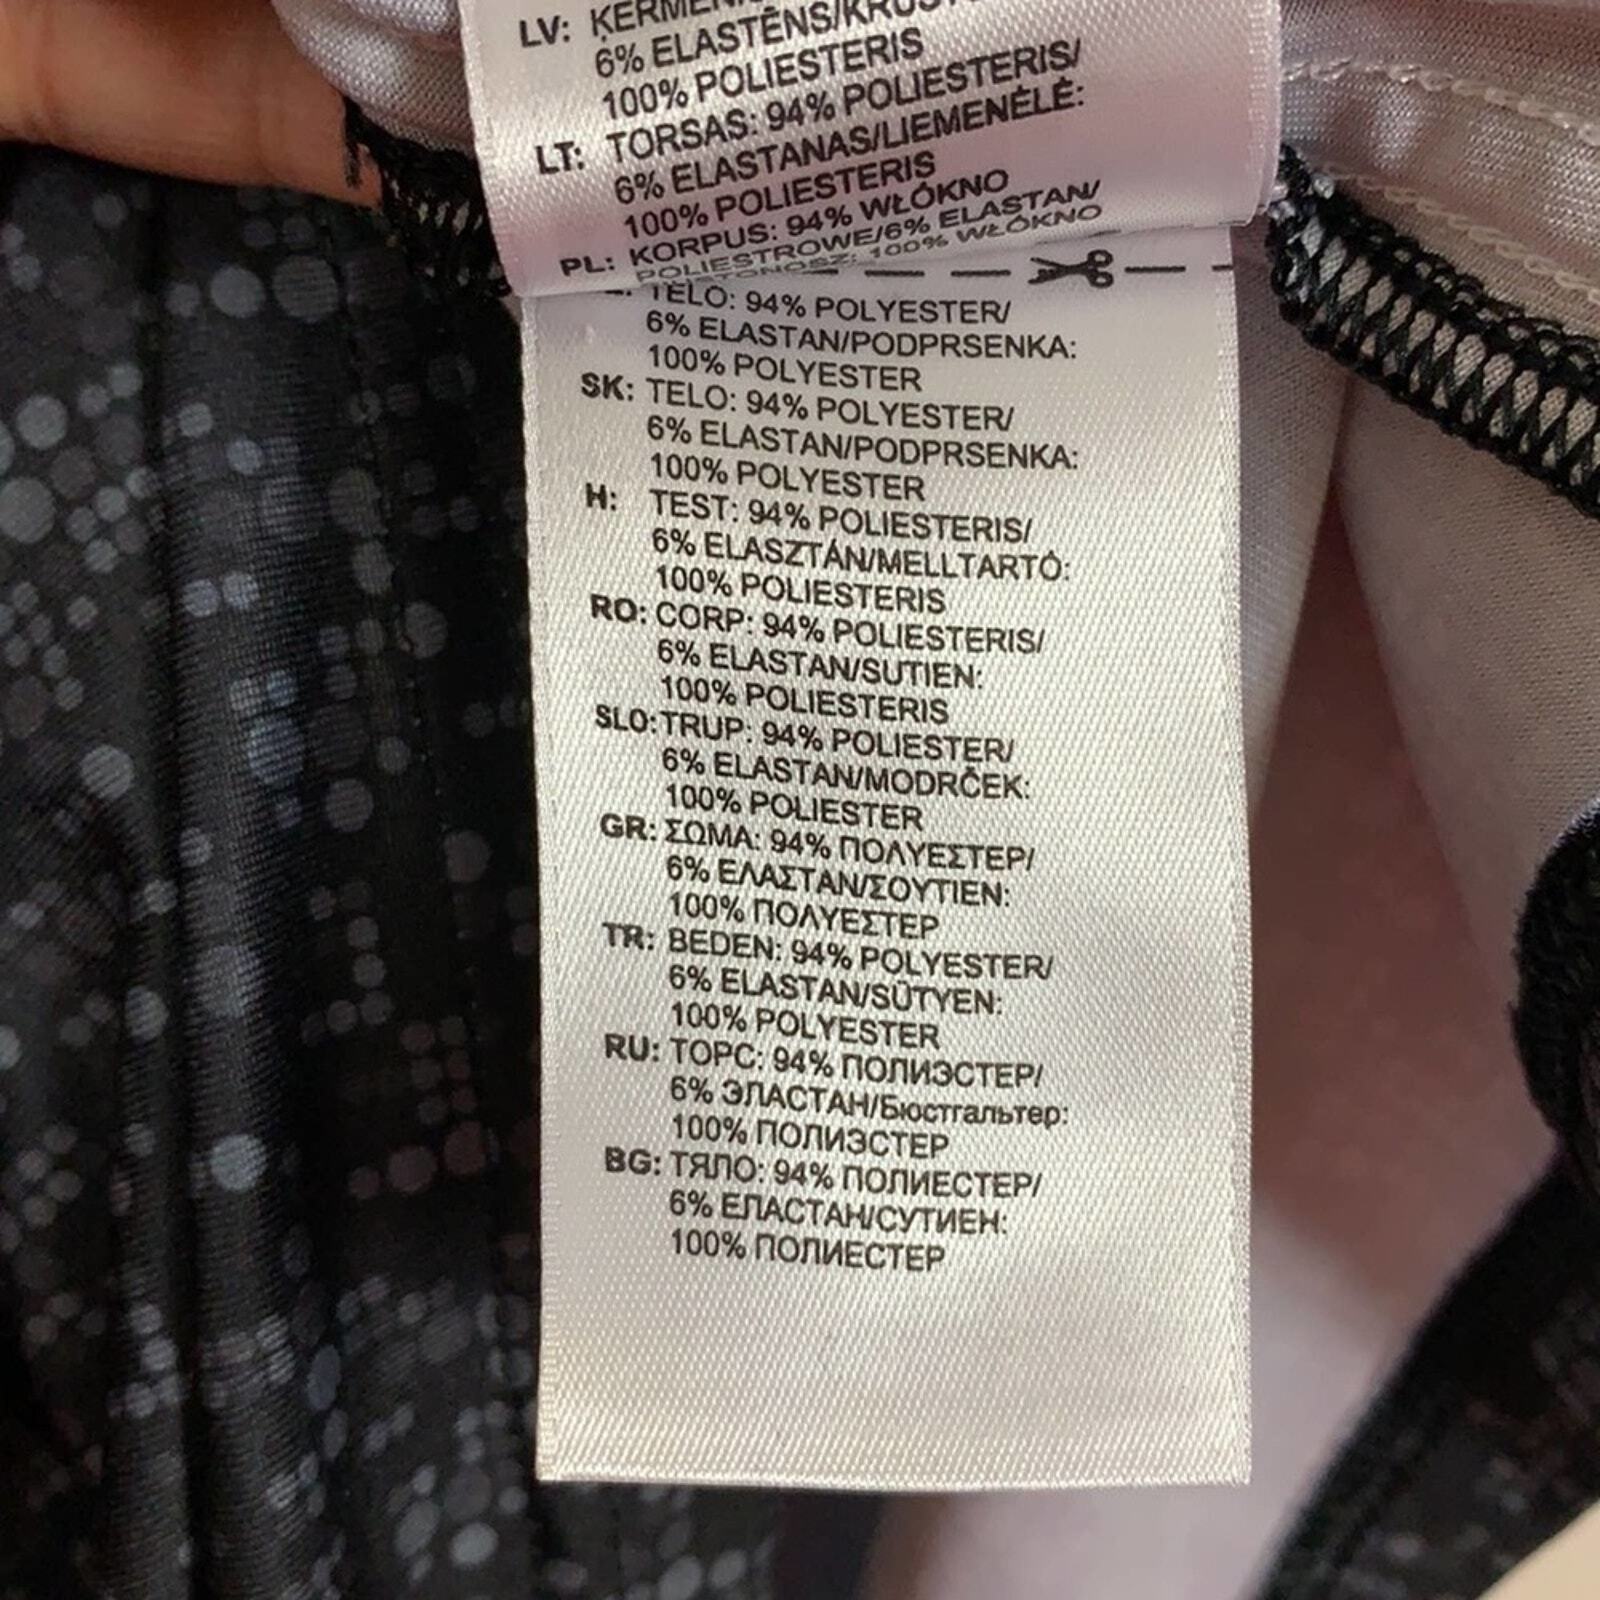 LV: ĶERMEN
6% ELASTĒNS/KRUST
100% POLIESTERIS
LT: TORSAS: 94% POLIESTERIS/
6% ELASTANAS/LIEMENĖLĖ:
100% POLIESTERIS
PL: KORPUS: 94% WŁÓKNO
POLIESTROWE/6% ELASTAN/
100% WŁÓKNO
TELO: 94% POLYESTER/
6% ELASTAN/PODPRSENKA:
100% POLYESTER
SK: TELO: 94% POLYESTER/
6% ELASTAN/PODPRSENKA:
100% POLYESTER
H: TEST: 94% POLIESTERIS/
6% ELASZTÁN/MELLTARTÓ:
100% POLIESTERIS
RO: CORP: 94% POLIESTERIS/
6% ELASTAN/SUTIEN:
100% POLIESTERIS
SLO: TRUP: 94% POLIESTER/
6% ELASTAN/MODRČEK:
100% POLIESTER
GR: ΣΩΜΑ: 94% ΠΟΛΥΕΣΤΕΡ/
6% ΕΛΑΣΤΑΝ/ΣΟΥΤΙΕΝ:
100% ΠΟΛΥΕΣΤΕΡ
TR: BEDEN: 94% POLYESTER/
6% ELASTAN/SÜTYEN:
100% POLYESTER
RU: ТОРС: 94% ПОЛИЭСТЕР/
6% ЭЛАСТАН/Бюстгальтер:
100% ПОЛИЭСТЕР
BG: ТЯЛО: 94% ПОЛИЕСТЕР/
6% ЕЛАСТАН/СУТИЕН:
100% ПОЛИЕСТЕР